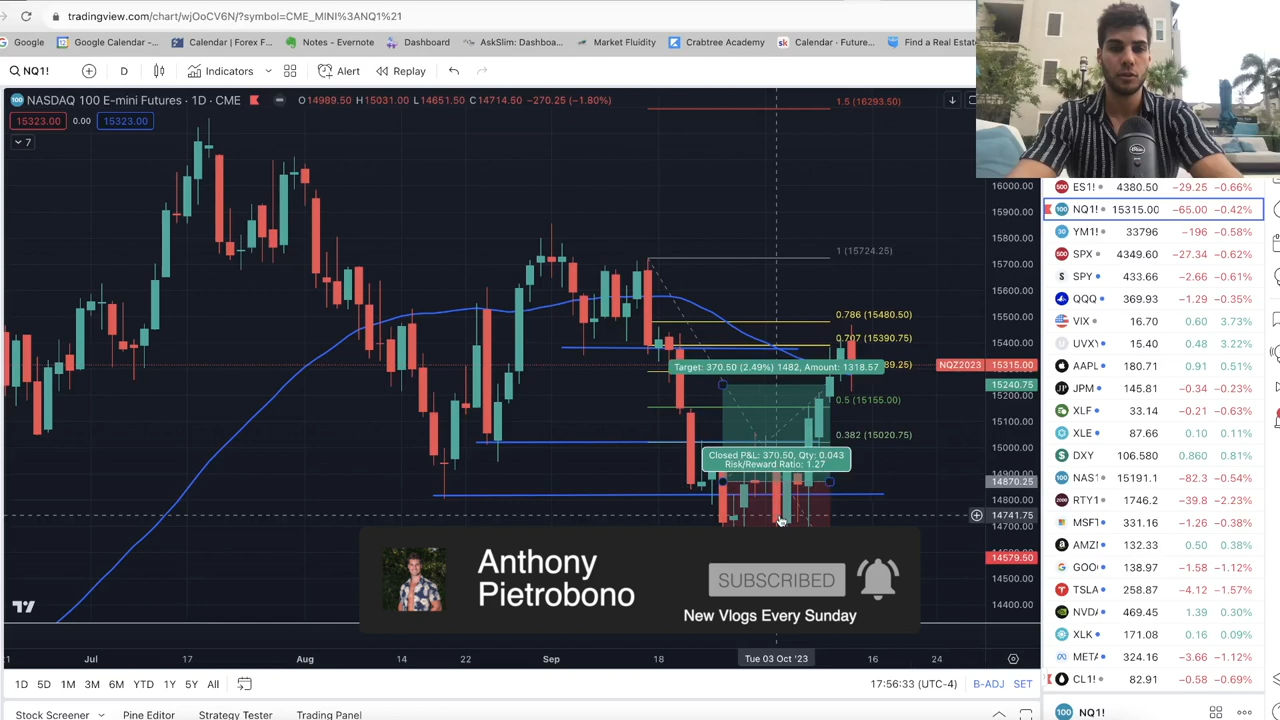 tradingview.com/chart/wjOoCV6N/?symbol=CME_MINI%3ANQ1%21
Google
Google Calendar -...
Calendar | Forex F...
Notes - Evernote
Dashboard
AskSlim: Dashboa...
Market Fluidity
Crabtree Academy
Calendar · Future...
Find a Real Estate
NQ1!
D
Indicators
Alert
Replay
NASDAQ 100 E-mini Futures · 1D · CME
O14989.50 H15031.00 L14651.50 C14714.50 −270.25 (−1.80%)
15323.00 0.00 15323.00
7
1.5 (16293.50)
1 (15724.25)
0.786 (15480.50)
0.707 (15390.75)
89.25)
0.5 (15155.00)
0.382 (15020.75)
Target: 370.50 (2.49%) 1482, Amount: 1318.57
Closed P&L: 370.50, Qty: 0.043
Risk/Reward Ratio: 1.27
16000.00
15900.00
15800.00
15700.00
15600.00
15500.00
15400.00
NQZ2023 15315.00
15240.75
15200.00
15100.00
15000.00
14900.00
14870.25
14800.00
14741.75
14700.00
14579.50
14500.00
14400.00
Jul
17
Aug
14
22
Sep
18
Tue 03 Oct '23
16
24
Anthony
Pietrobono
SUBSCRIBED
New Vlogs Every Sunday
1D 5D 1M 3M 6M YTD 1Y 5Y All
17:56:33 (UTC-4)
B-ADJ SET
Stock Screener
Pine Editor
Strategy Tester
Trading Panel
ES1! 4380.50 −29.25 −0.66%
NQ1! 15315.00 −65.00 −0.42%
YM1! 33796 −196 −0.58%
SPX 4349.60 −27.34 −0.62%
SPY 433.66 −2.66 −0.61%
QQQ 369.93 −1.29 −0.35%
VIX 16.70 0.60 3.73%
UVXY 15.40 0.48 3.22%
AAPL 180.71 0.91 0.51%
JPM 145.81 −0.34 −0.23%
XLF 33.14 −0.21 −0.63%
XLE 87.66 0.10 0.11%
DXY 106.580 0.860 0.81%
NAS1 15191.1 −82.3 −0.54%
RTY1 1746.2 −39.8 −2.23%
MSFT 331.16 −1.26 −0.38%
AMZN 132.33 0.50 0.38%
GOO 138.97 −1.58 −1.12%
TSLA 258.87 −4.12 −1.57%
NVDA 469.45 1.39 0.30%
XLK 171.08 0.16 0.09%
META 324.16 −3.66 −1.12%
CL1! 82.91 −0.58 −0.69%
NQ1!